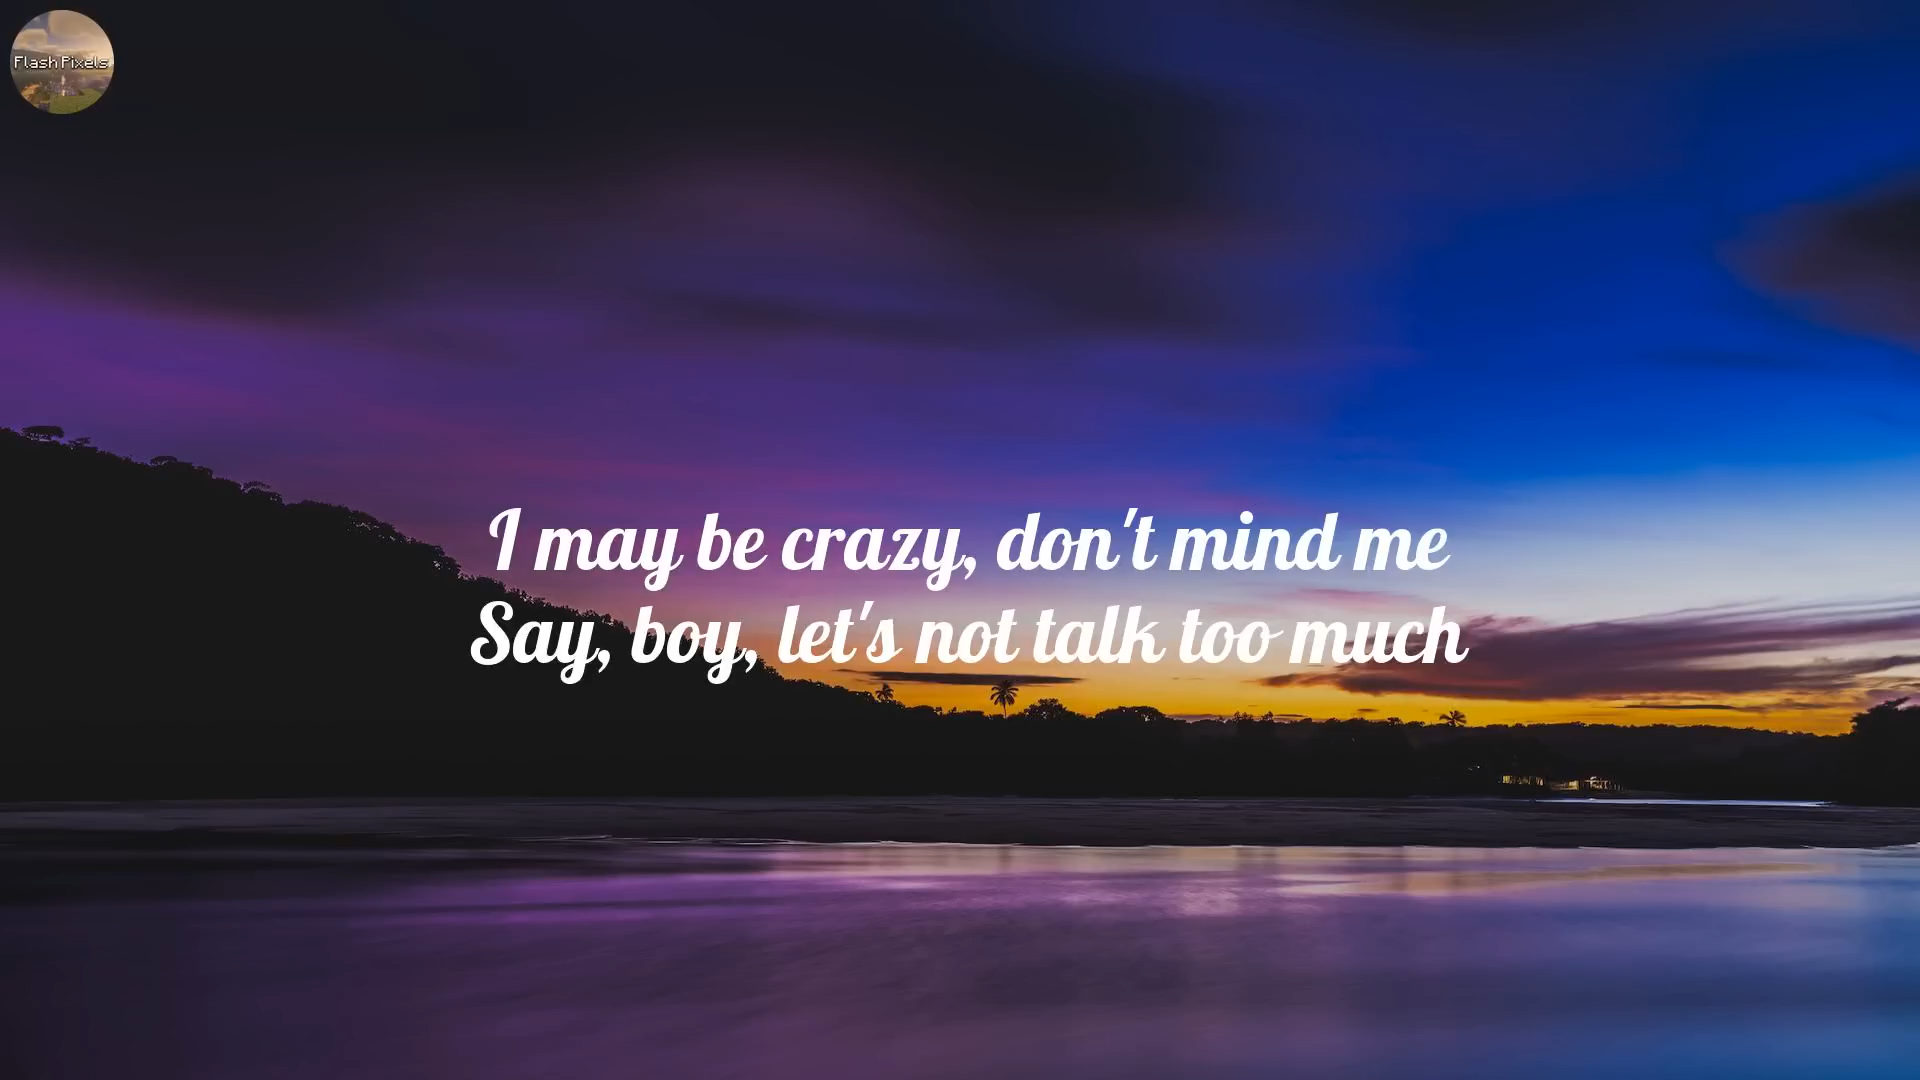 Flash Pixels
I may be crazy, don't mind me
Say, boy, let's not talk too much